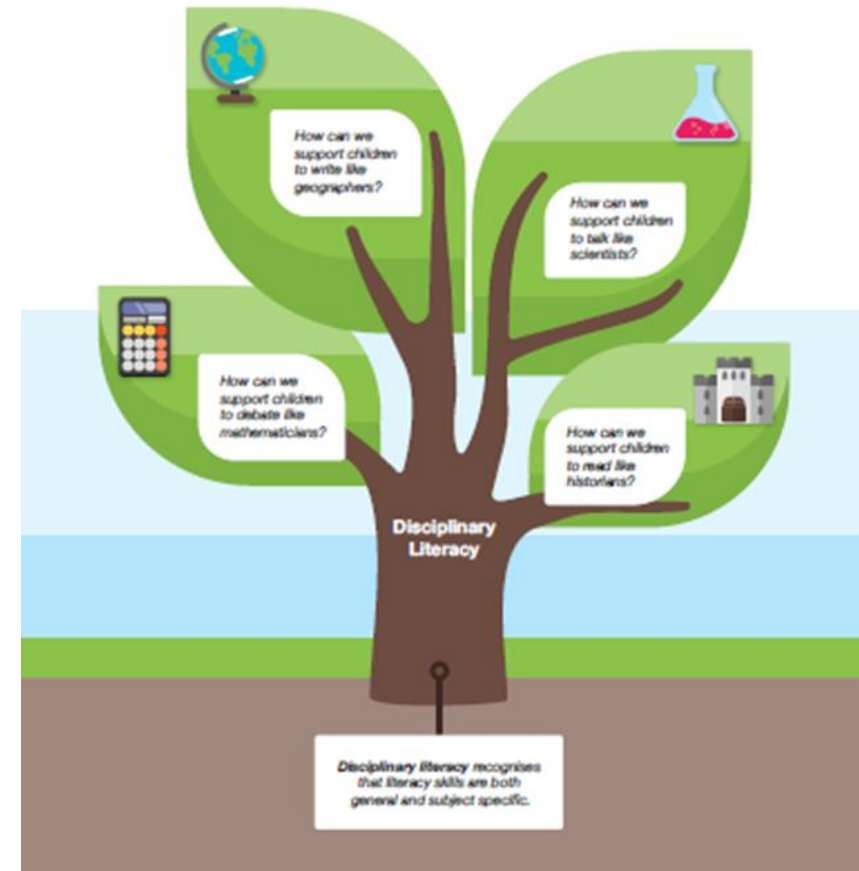 How can we
support children
to write like
geographers?
How can we
support children
to talk like
scientists?
How can we
support children
to debate like
mathematicians?
How can we
support children
to read like
historians?
Disciplinary
Literacy
Disciplinary literacy recognises
that literacy skills are both
general and subject specific.